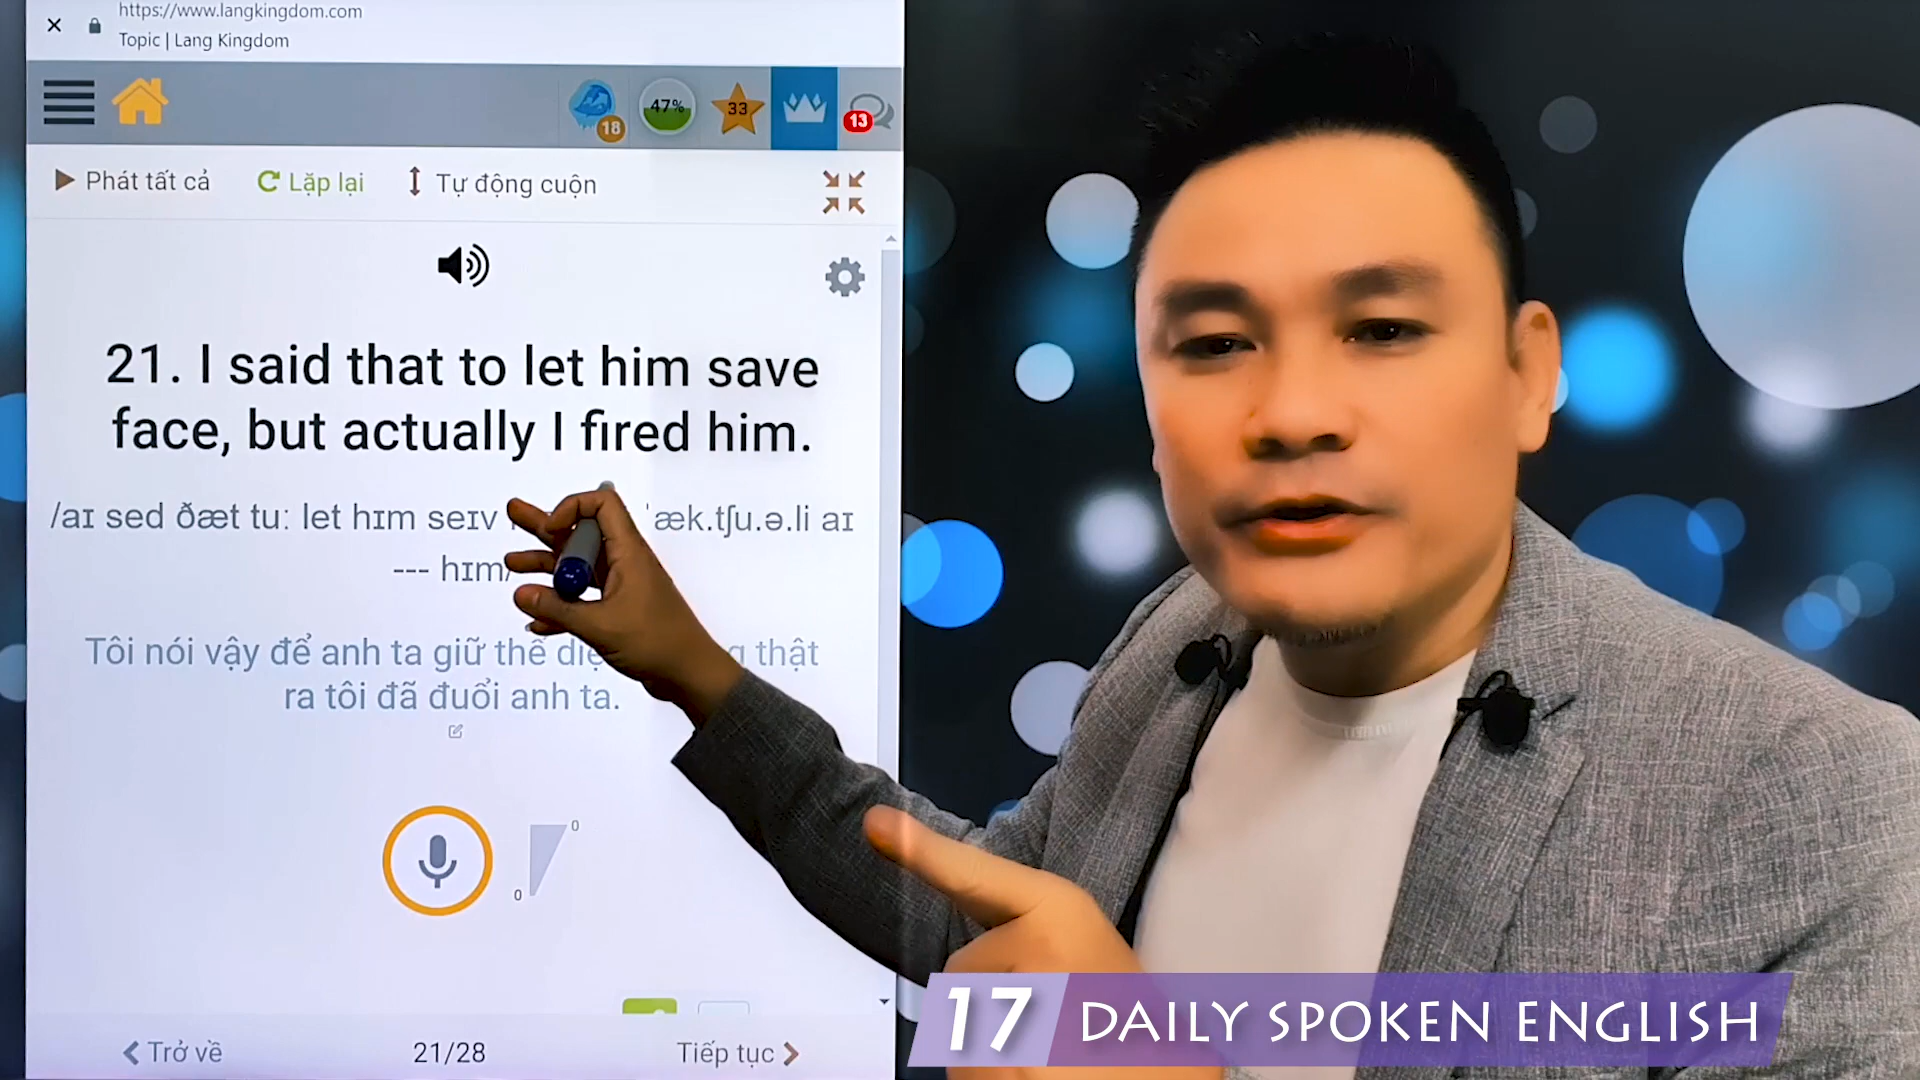 https://www.langkingdom.com
Topic | Lang Kingdom
18
47%
33
13
Phát tất cả
Lặp lại
Tự động cuộn
21. I said that to let him save
face, but actually I fired him.
/aɪ sed ðæt tuː let hɪm seɪv ˈæk.tʃu.ə.li aɪ
--- hɪm/
Tôi nói vậy để anh ta giữ thể thật
ra tôi đã đuổi anh ta.
0
0
Trở về
21/28
Tiếp tục
17 DAILY SPOKEN ENGLISH